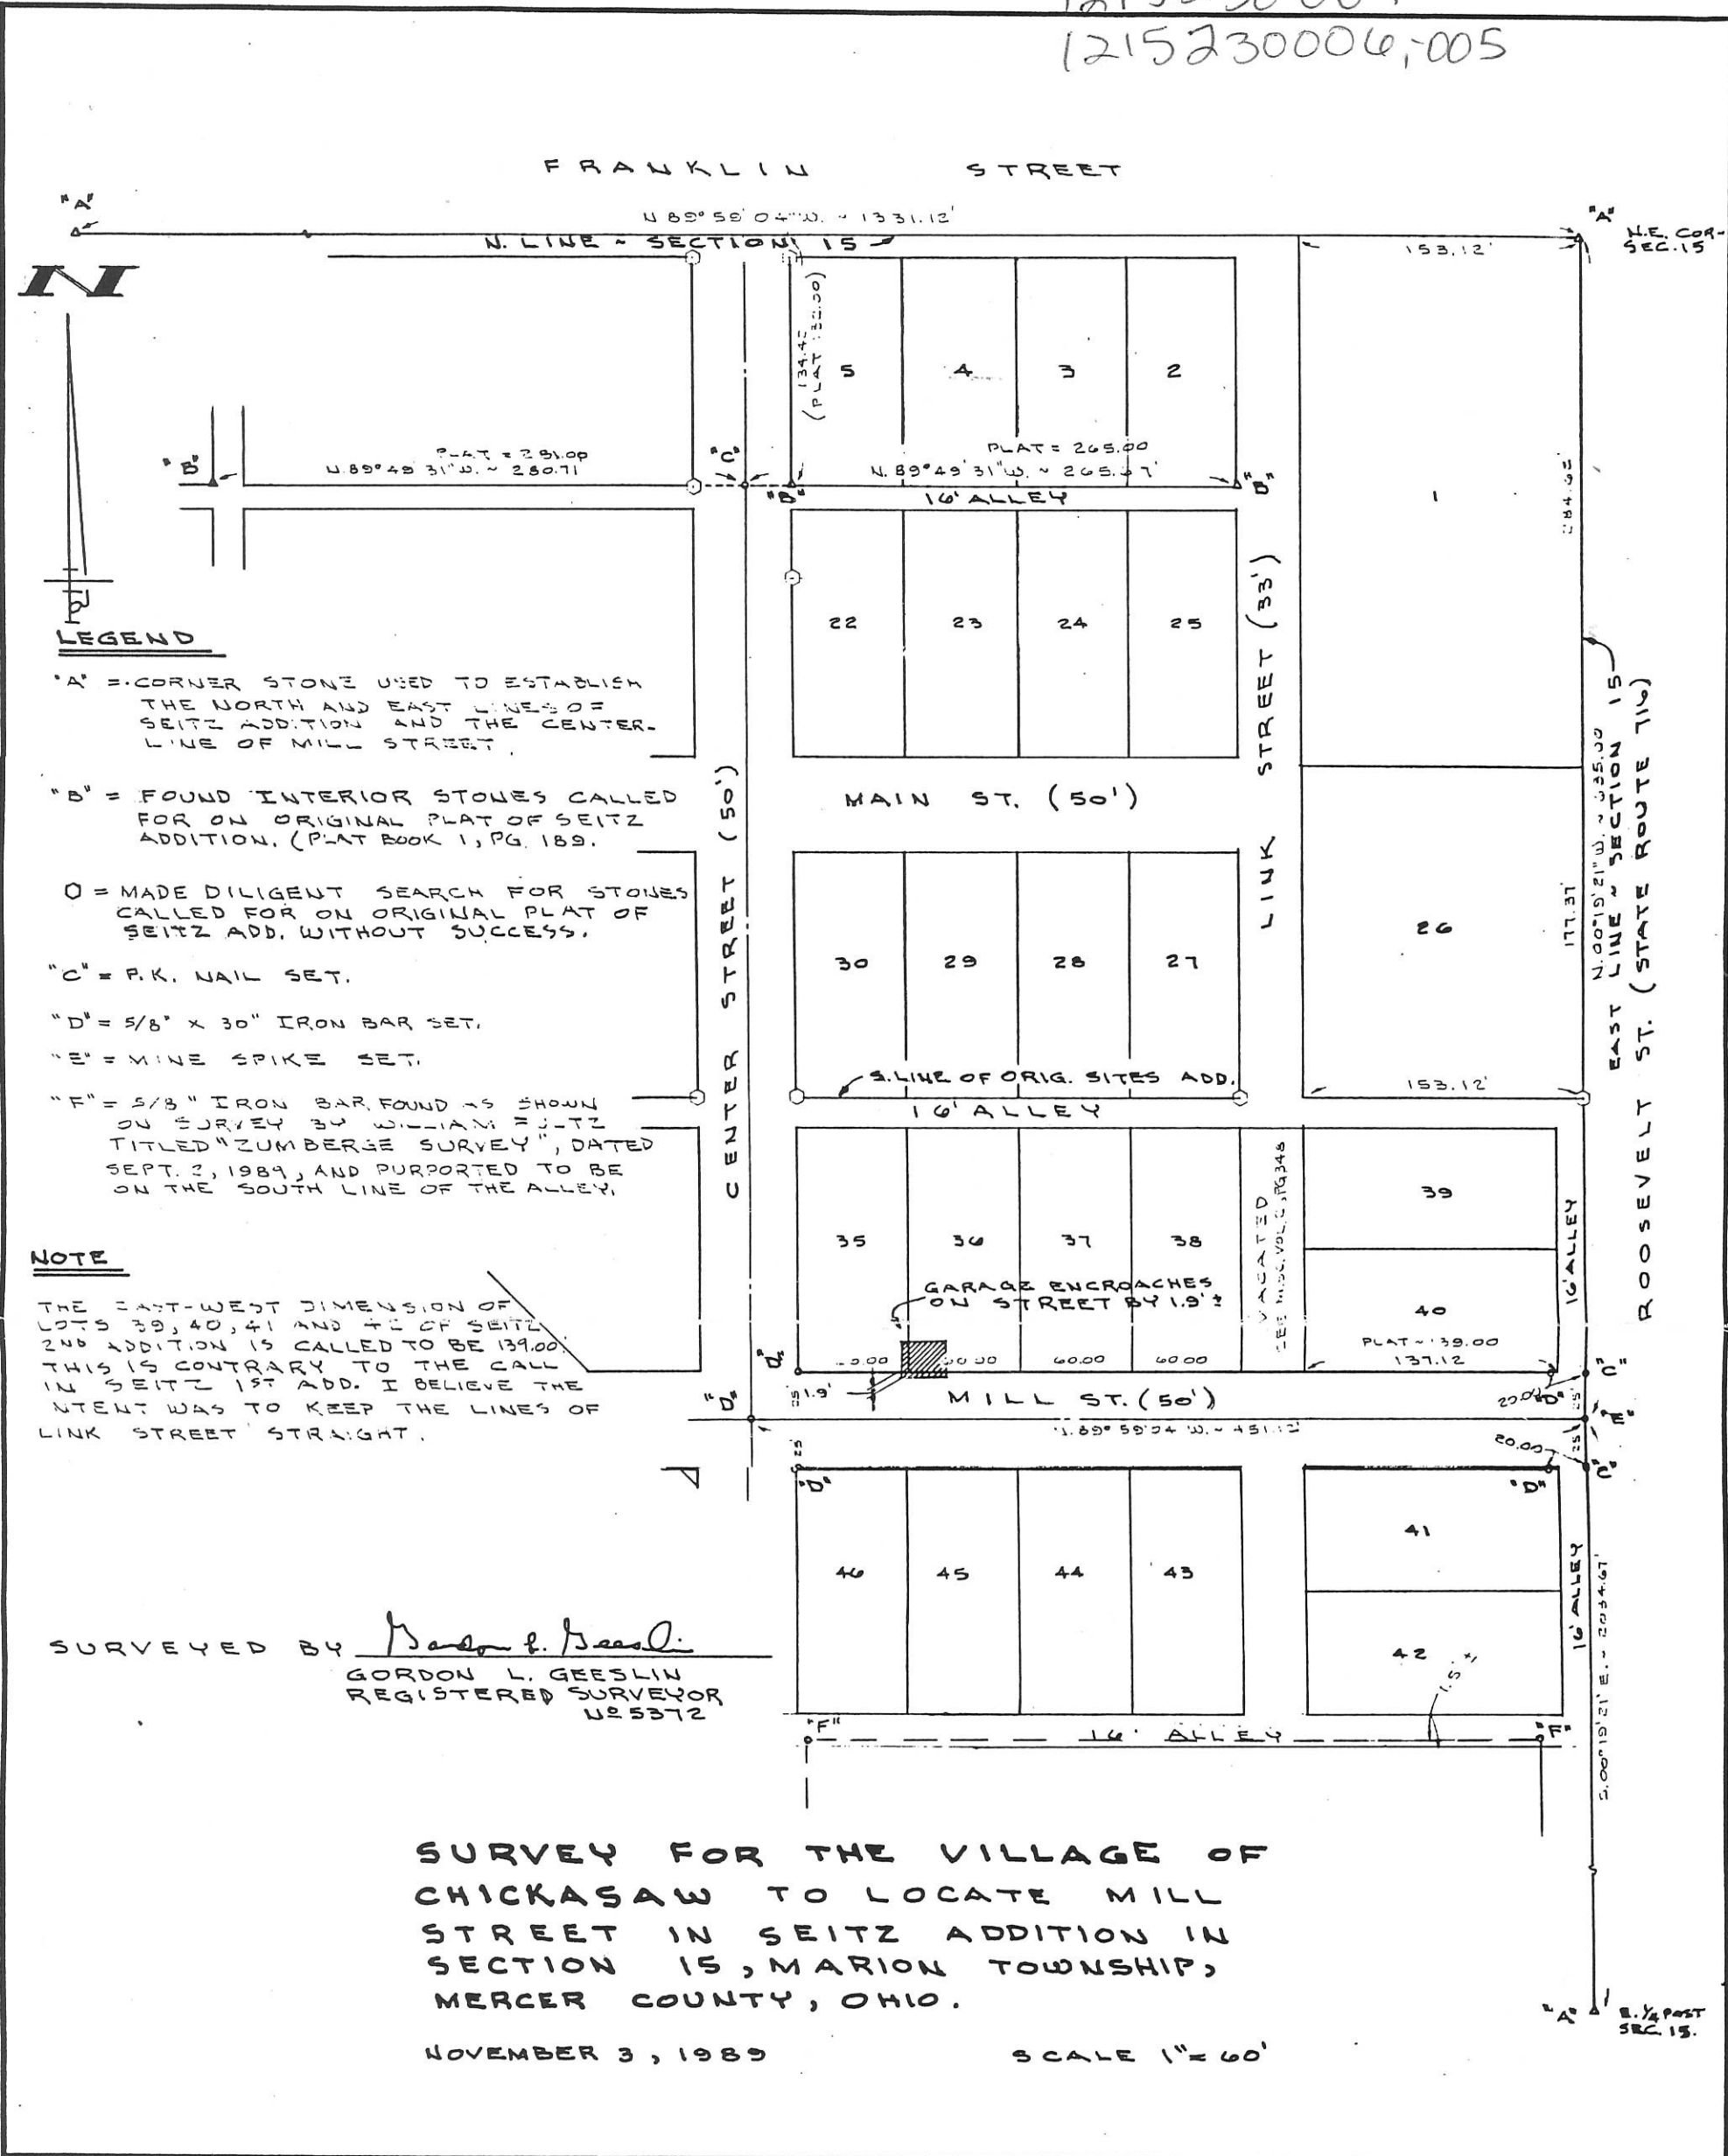 1215230006,-005
FRANKLIN STREET
"A"
"A"
N.E. COR-
SEC. 15
1331.12'
N. LINE ~ SECTION 15
153.12'
N
5
4
3
2
1
PLAT = 281.00
N.89°49'31"W. ~ 280.71
"B"
"C"
"B"
PLAT = 265.00
N.89°49'31"W. ~
"B"
16' ALLEY
22
23
24
25
LINK STREET (33')
LEGEND
"A" = CORNER STONE USED TO ESTABLISH
THE NORTH AND EAST LINES OF
SEITZ ADDITION AND THE CENTER-
LINE OF MILL STREET.
"B" = FOUND INTERIOR STONES CALLED
FOR ON ORIGINAL PLAT OF SEITZ
ADDITION. (PLAT BOOK 1, PG. 189.
O = MADE DILIGENT SEARCH FOR STONES
CALLED FOR ON ORIGINAL PLAT OF
SEITZ ADD. WITHOUT SUCCESS.
"C" = P.K. NAIL SET.
"D" = 5/8" x 30" IRON BAR SET.
"E" = MINE SPIKE SET.
"F" = 5/8" IRON BAR FOUND AS SHOWN
ON SURVEY BY WILLIAM
TITLED "ZUMBERGE SURVEY", DATED
SEPT. 2, 1989, AND PURPORTED TO BE
ON THE SOUTH LINE OF THE ALLEY.
CENTER STREET (50')
MAIN ST. (50')
30
29
28
27
26
177.37'
EAST LINE ~ SECTION 15
ROOSEVELT ST. (STATE ROUTE 716)
S. LINE OF ORIG. SITES ADD.
153.12'
16' ALLEY
35
36
37
38
VACATED
39
40
16' ALLEY
GARAGE ENCROACHES
ON STREET BY 1.9'±
60.00
60.00
PLAT ~ 139.00
137.12
NOTE
THE EAST-WEST DIMENSION OF
LOTS 39, 40, 41 AND 42 OF SEITZ
2ND ADDITION IS CALLED TO BE 139.00.
THIS IS CONTRARY TO THE CALL
IN SEITZ 1ST ADD. I BELIEVE THE
INTENT WAS TO KEEP THE LINES OF
LINK STREET STRAIGHT.
"D"
"D"
25
1.9'
MILL ST. (50')
"D"
"C"
25
"E"
25
"D"
20.00
25
"D"
"C"
46
45
44
43
41
42
16' ALLEY
S.00°19'21"E. ~ 2034.67'
1.5'±
"F"
16' ALLEY
"F"
SURVEYED BY Gordon L. Geeslin
GORDON L. GEESLIN
REGISTERED SURVEYOR
Nº 5372
SURVEY FOR THE VILLAGE OF
CHICKASAW TO LOCATE MILL
STREET IN SEITZ ADDITION IN
SECTION 15, MARION TOWNSHIP,
MERCER COUNTY, OHIO.
NOVEMBER 3, 1989
SCALE 1"= 60'
"A"
E. 1/4 POST
SEC. 15.